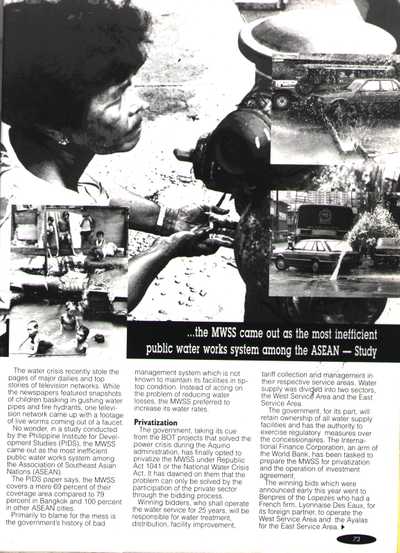 ...the MWSS came out as the most inefficient
public water works system among the ASEAN — Study
The water crisis recently stole the
pages of major dailies and top
stories of television networks. While
the newspapers featured snapshots
of children basking in gushing water
pipes and fire hydrants, one televi-
sion network came up with a footage
of live worms coming out of a faucet.
No wonder, in a study conducted
by the Philippine Institute for Devel-
opment Studies (PIDS), the MWSS
came out as the most inefficient
public water works system among
the Association of Southeast Asian
Nations (ASEAN).
The PIDS paper says, the MWSS
covers a mere 69 percent of their
coverage area compared to 79
percent in Bangkok and 100 percent
in other ASEAN cities.
Primarily to blame for the mess is
the government's history of bad
management system which is not
known to maintain its facilities in tip-
top condition. Instead of acting on
the problem of reducing water
losses, the MWSS preferred to
increase its water rates.
Privatization
The government, taking its cue
from the BOT projects that solved the
power crisis during the Aquino
administration, has finally opted to
privatize the MWSS under Republic
Act 1041 or the National Water Crisis
Act. It has dawned on them that the
problem can only be solved by the
participation of the private sector
through the bidding process.
Winning bidders, who shall operate
the water service for 25 years, will be
responsible for water treatment,
distribution, facility improvement,
tariff collection and management in
their respective service areas. Water
supply was divided into two sectors,
the West Service Area and the East
Service Area.
The government, for its part, will
retain ownership of all water supply
facilities and has the authority to
exercise regulatory measures over
the concessionaires. The Interna-
tional Finance Corporation, an arm of
the World Bank, has been tasked to
prepare the MWSS for privatization
and the operation of investment
agreement.
The winning bids which were
announced early this year went to
Benpres of the Lopezes who had a
French firm, Lyonnaise Des Eaux, for
its foreign partner, to operate the
West Service Area and the Ayalas
for the East Service Area.
73